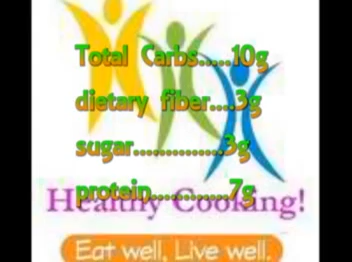 Total Carbs.....10g
dietary fiber....3g
sugar..............3g
protein............7g
Healthy Cooking!
Eat well, Live well.